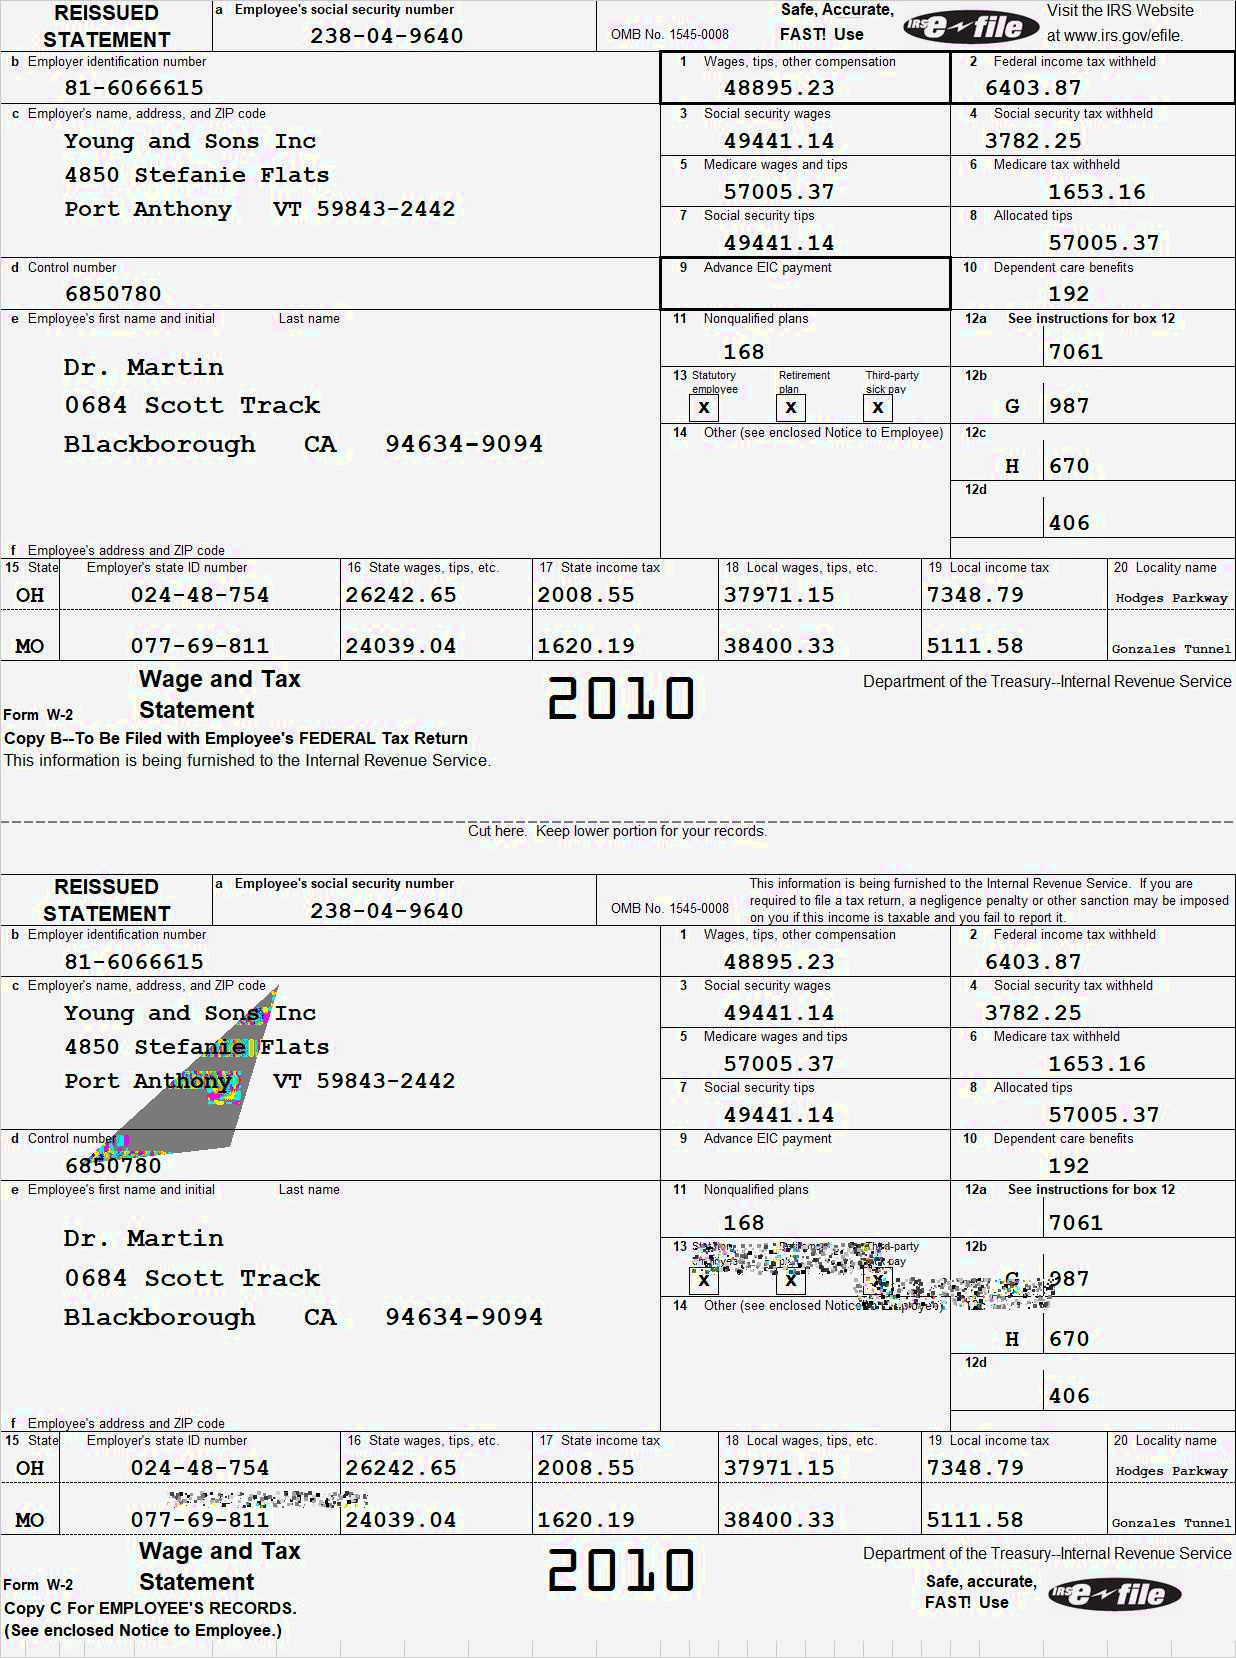 REISSUED STATEMENT
a Employee's social security number
238-04-9640
OMB No. 1545-0008
Safe, Accurate, FAST! Use
IRS e-file
Visit the IRS Website at www.irs.gov/efile.
b Employer identification number
81-6066615
1 Wages, tips, other compensation
48895.23
2 Federal income tax withheld
6403.87
c Employer's name, address, and ZIP code
Young and Sons Inc
4850 Stefanie Flats
Port Anthony VT 59843-2442
3 Social security wages
49441.14
4 Social security tax withheld
3782.25
5 Medicare wages and tips
57005.37
6 Medicare tax withheld
1653.16
7 Social security tips
49441.14
8 Allocated tips
57005.37
d Control number
6850780
9 Advance EIC payment
10 Dependent care benefits
192
e Employee's first name and initial Last name
Dr. Martin
0684 Scott Track
Blackborough CA 94634-9094
11 Nonqualified plans
168
12a See instructions for box 12
7061
13 Statutory employee Retirement plan Third-party sick pay
X X X
12b
G 987
14 Other (see enclosed Notice to Employee)
12c
H 670
12d
406
f Employee's address and ZIP code
15 State Employer's state ID number 16 State wages, tips, etc. 17 State income tax 18 Local wages, tips, etc. 19 Local income tax 20 Locality name
OH 024-48-754 26242.65 2008.55 37971.15 7348.79 Hodges Parkway
MO 077-69-811 24039.04 1620.19 38400.33 5111.58 Gonzales Tunnel
Form W-2
Wage and Tax Statement
2010
Department of the Treasury--Internal Revenue Service
Copy B--To Be Filed with Employee's FEDERAL Tax Return
This information is being furnished to the Internal Revenue Service.
Cut here. Keep lower portion for your records.
REISSUED STATEMENT
a Employee's social security number
238-04-9640
OMB No. 1545-0008
This information is being furnished to the Internal Revenue Service. If you are
required to file a tax return, a negligence penalty or other sanction may be imposed
on you if this income is taxable and you fail to report it.
b Employer identification number
81-6066615
1 Wages, tips, other compensation
48895.23
2 Federal income tax withheld
6403.87
c Employer's name, address, and ZIP code
Young and Sons Inc
4850 Stefanie Flats
Port Anthony VT 59843-2442
3 Social security wages
49441.14
4 Social security tax withheld
3782.25
5 Medicare wages and tips
57005.37
6 Medicare tax withheld
1653.16
7 Social security tips
49441.14
8 Allocated tips
57005.37
d Control number
6850780
9 Advance EIC payment
10 Dependent care benefits
192
e Employee's first name and initial Last name
Dr. Martin
0684 Scott Track
Blackborough CA 94634-9094
11 Nonqualified plans
168
12a See instructions for box 12
7061
13 Third-party
X X X
12b
G 987
14 Other (see enclosed Notice to Employee)
H 670
12d
406
f Employee's address and ZIP code
15 State Employer's state ID number 16 State wages, tips, etc. 17 State income tax 18 Local wages, tips, etc. 19 Local income tax 20 Locality name
OH 024-48-754 26242.65 2008.55 37971.15 7348.79 Hodges Parkway
MO 077-69-811 24039.04 1620.19 38400.33 5111.58 Gonzales Tunnel
Form W-2
Wage and Tax Statement
2010
Department of the Treasury--Internal Revenue Service
Safe, accurate, FAST! Use
IRS e-file
Copy C For EMPLOYEE'S RECORDS.
(See enclosed Notice to Employee.)